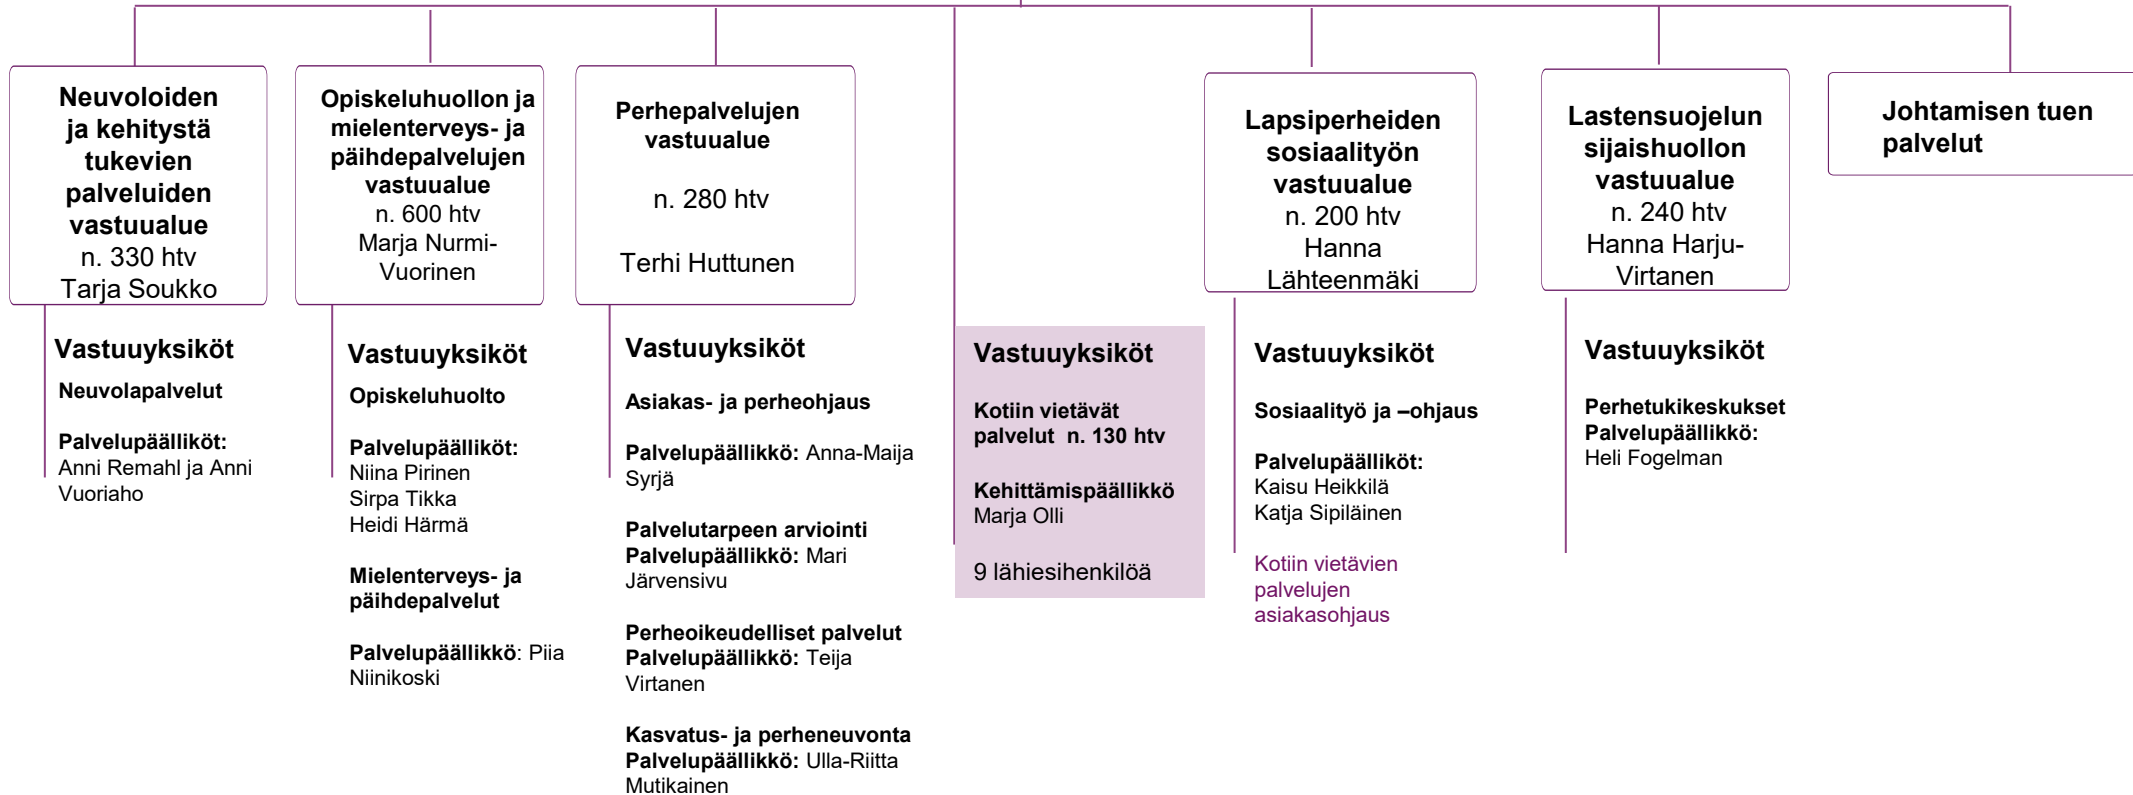 Neuvoloiden
ja kehitystä
tukevien
palveluiden
vastuualue
n. 330 htv
Tarja Soukko
Vastuuyksiköt
Neuvolapalvelut
Palvelupäälliköt:
Anni Remahl ja Anni
Vuoriaho
Opiskeluhuollon ja
mielenterveys- ja
päihdepalvelujen
vastuualue
n. 600 htv
Marja Nurmi-
Vuorinen
Vastuuyksiköt
Opiskeluhuolto
Palvelupäälliköt:
Niina Pirinen
Sirpa Tikka
Heidi Härmä
Mielenterveys- ja
päihdepalvelut
Palvelupäällikkö: Piia
Niinikoski
Perhepalvelujen
vastuualue
n. 280 htv
Terhi Huttunen
Vastuuyksiköt
Asiakas- ja perheohjaus
Palvelupäällikkö: Anna-Maija
Syrjä
Palvelutarpeen arviointi
Palvelupäällikkö: Mari
Järvensivu
Perheoikeudelliset palvelut
Palvelupäällikkö: Teija
Virtanen
Kasvatus- ja perheneuvonta
Palvelupäällikkö: Ulla-Riitta
Mutikainen
Vastuuyksiköt
Kotiin vietävät
palvelut n. 130 htv
Kehittämispäällikkö
Marja Olli
9 lähiesihenkilöä
Lapsiperheiden
sosiaalityön
vastuualue
n. 200 htv
Hanna
Lähteenmäki
Vastuuyksiköt
Sosiaalityö ja –ohjaus
Palvelupäälliköt:
Kaisu Heikkilä
Katja Sipiläinen
Kotiin vietävien
palvelujen
asiakasohjaus
Lastensuojelun
sijaishuollon
vastuualue
n. 240 htv
Hanna Harju-
Virtanen
Vastuuyksiköt
Perhetukikeskukset
Palvelupäällikkö:
Heli Fogelman
Johtamisen tuen
palvelut